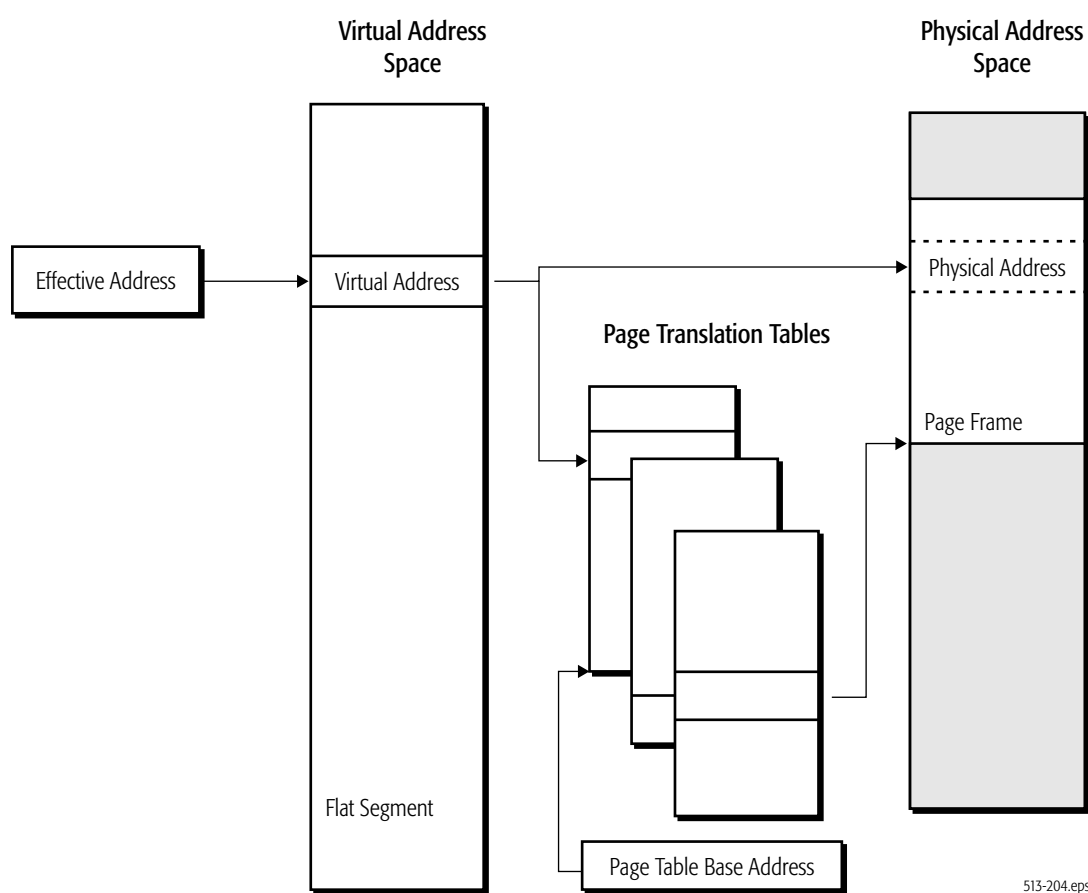 Virtual Address
Space
Physical Address
Space
Effective Address
Virtual Address
Physical Address
Page Translation Tables
Page Frame
Flat Segment
Page Table Base Address
513-204.eps